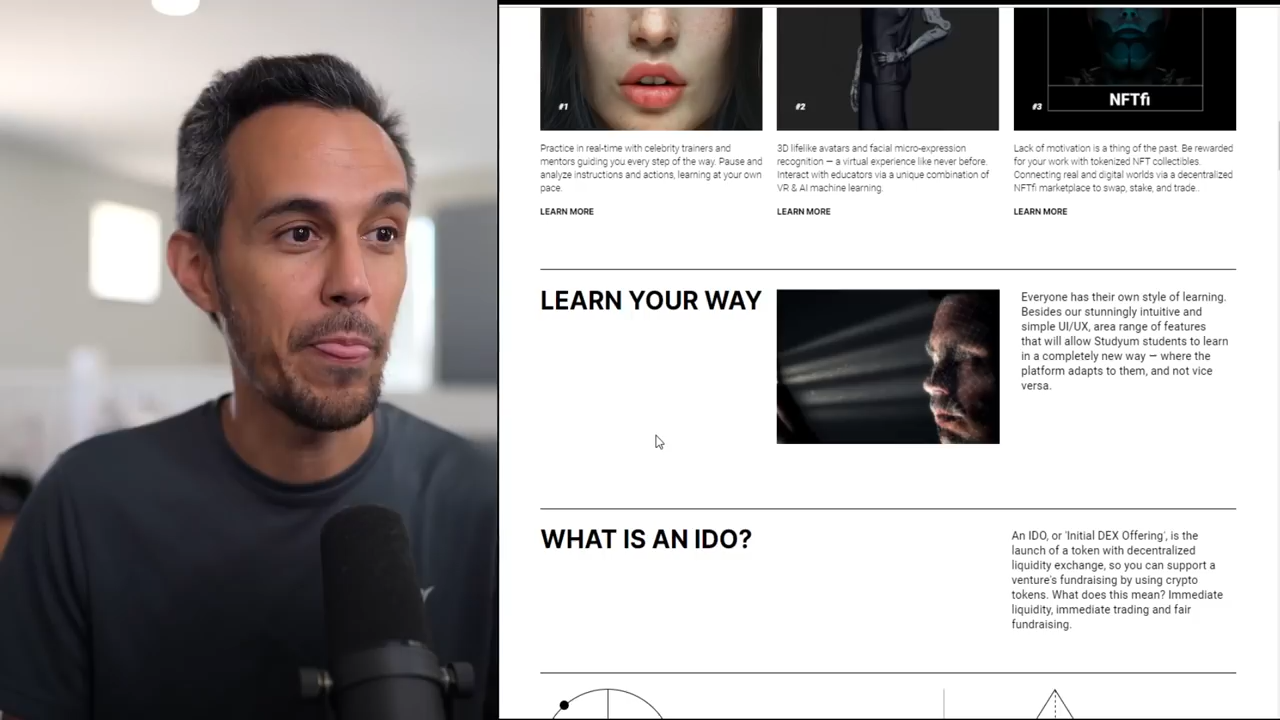 #1
#2
#3
NFTfi
Practice in real-time with celebrity trainers and
mentors guiding you every step of the way. Pause and
analyze instructions and actions, learning at your own
pace.
LEARN MORE
3D lifelike avatars and facial micro-expression
recognition — a virtual experience like never before.
Interact with educators via a unique combination of
VR & AI machine learning.
LEARN MORE
Lack of motivation is a thing of the past. Be rewarded
for your work with tokenized NFT collectibles.
Connecting real and digital worlds via a decentralized
NFTfi marketplace to swap, stake, and trade..
LEARN MORE
LEARN YOUR WAY
Everyone has their own style of learning.
Besides our stunningly intuitive and
simple UI/UX, area range of features
that will allow Studyum students to learn
in a completely new way — where the
platform adapts to them, and not vice
versa.
WHAT IS AN IDO?
An IDO, or 'Initial DEX Offering', is the
launch of a token with decentralized
liquidity exchange, so you can support a
venture's fundraising by using crypto
tokens. What does this mean? Immediate
liquidity, immediate trading and fair
fundraising.